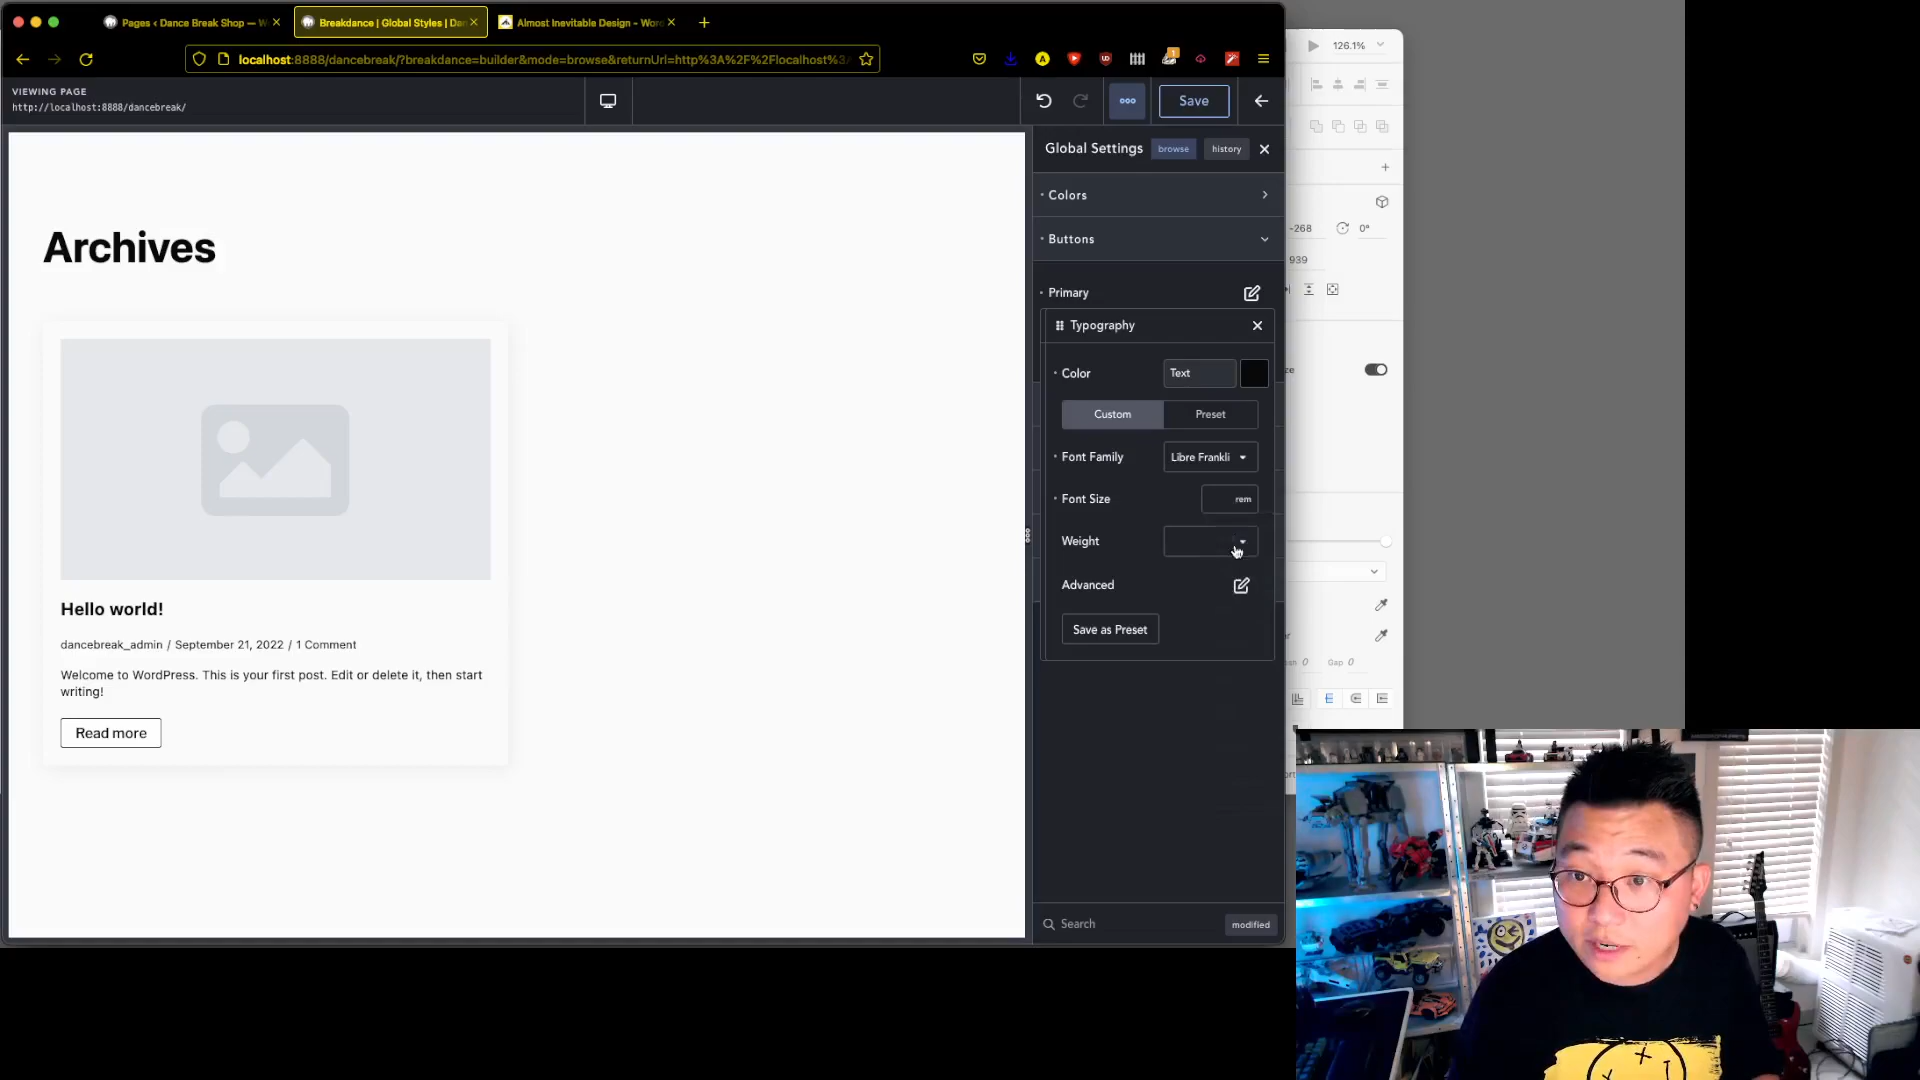 Pages ‹ Dance Break Shop — W
Breakdance | Global Styles | Dan
Almost Inevitable Design - Word
localhost:8888/dancebreak/?breakdance=builder&mode=browse&returnUrl=http%3A%2F%2Flocalhost%3A
VIEWING PAGE
http://localhost:8888/dancebreak/
Save
126.1%
Global Settings
browse
history
Colors
Buttons
Primary
Typography
Color
Text
Custom
Preset
Font Family
Libre Frankli
Font Size
rem
Weight
Advanced
Save as Preset
Search
modified
-268
0°
939
Gap 0
Archives
Hello world!
dancebreak_admin / September 21, 2022 / 1 Comment
Welcome to WordPress. This is your first post. Edit or delete it, then start
writing!
Read more